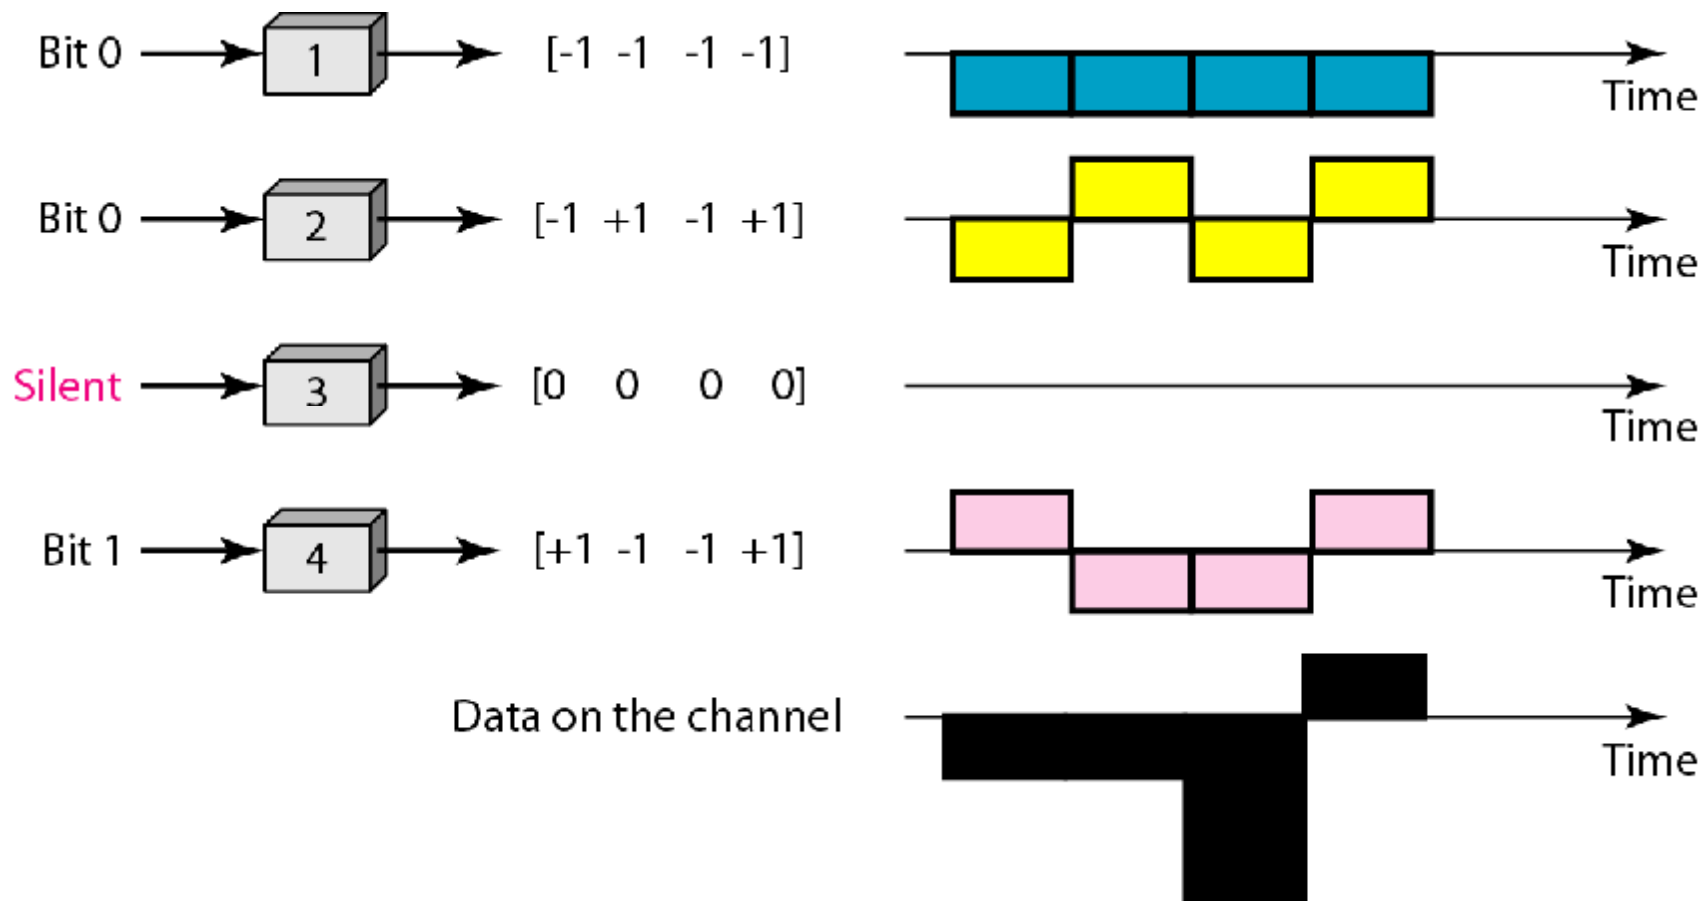 Bit 0 1 [-1 -1 -1 -1]
Time
Bit 0 2 [-1 +1 -1 +1]
Time
Silent 3 [0 0 0 0]
Time
Bit 1 4 [+1 -1 -1 +1]
Time
Data on the channel
Time